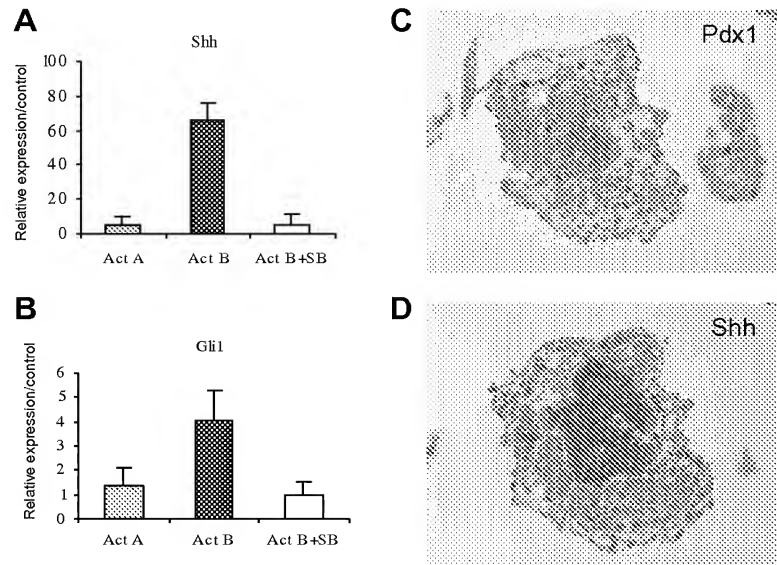 A
Shh
Relative expression/control
100
80
60
40
20
0
Act A Act B Act B+SB
B
Gli1
Relative expression/control
6
5
4
3
2
1
0
Act A Act B Act B+SB
C
Pdx1
D
Shh